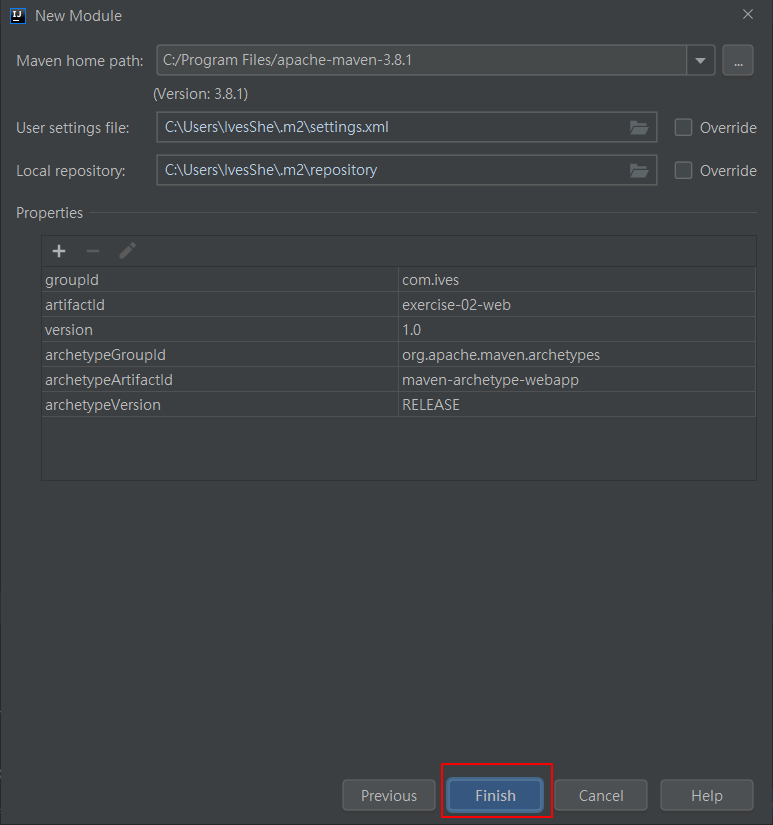 New Module
Maven home path: C:/Program Files/apache-maven-3.8.1 ...
(Version: 3.8.1)
User settings file: C:\Users\IvesShe\.m2\settings.xml Override
Local repository: C:\Users\IvesShe\.m2\repository Override
Properties
groupId com.ives
artifactId exercise-02-web
version 1.0
archetypeGroupId org.apache.maven.archetypes
archetypeArtifactId maven-archetype-webapp
archetypeVersion RELEASE
Previous Finish Cancel Help